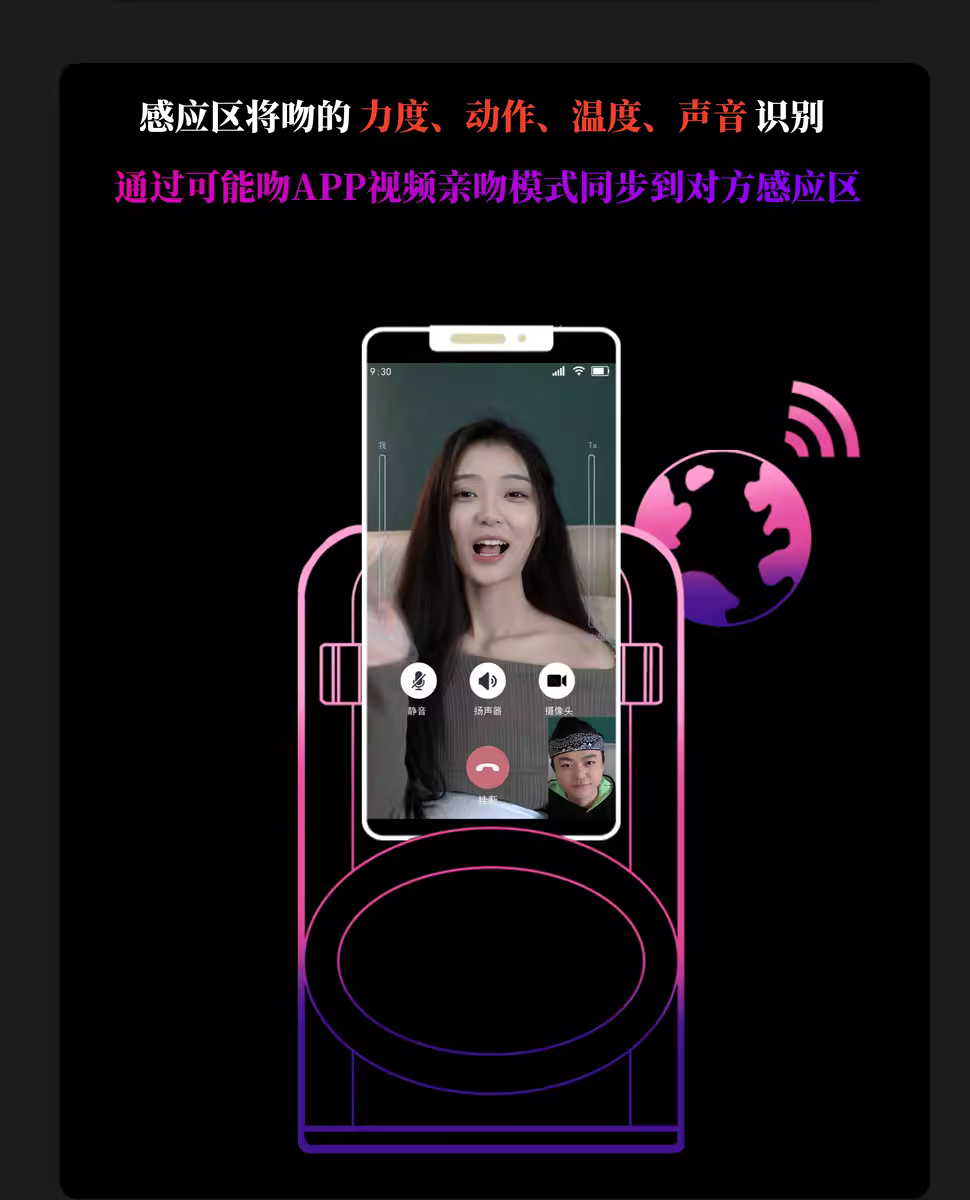 感应区将吻的 力度、动作、温度、声音 识别
通过可能吻APP视频亲吻模式同步到对方感应区
9:30
我
Ta
静音
扬声器
摄像头
挂断